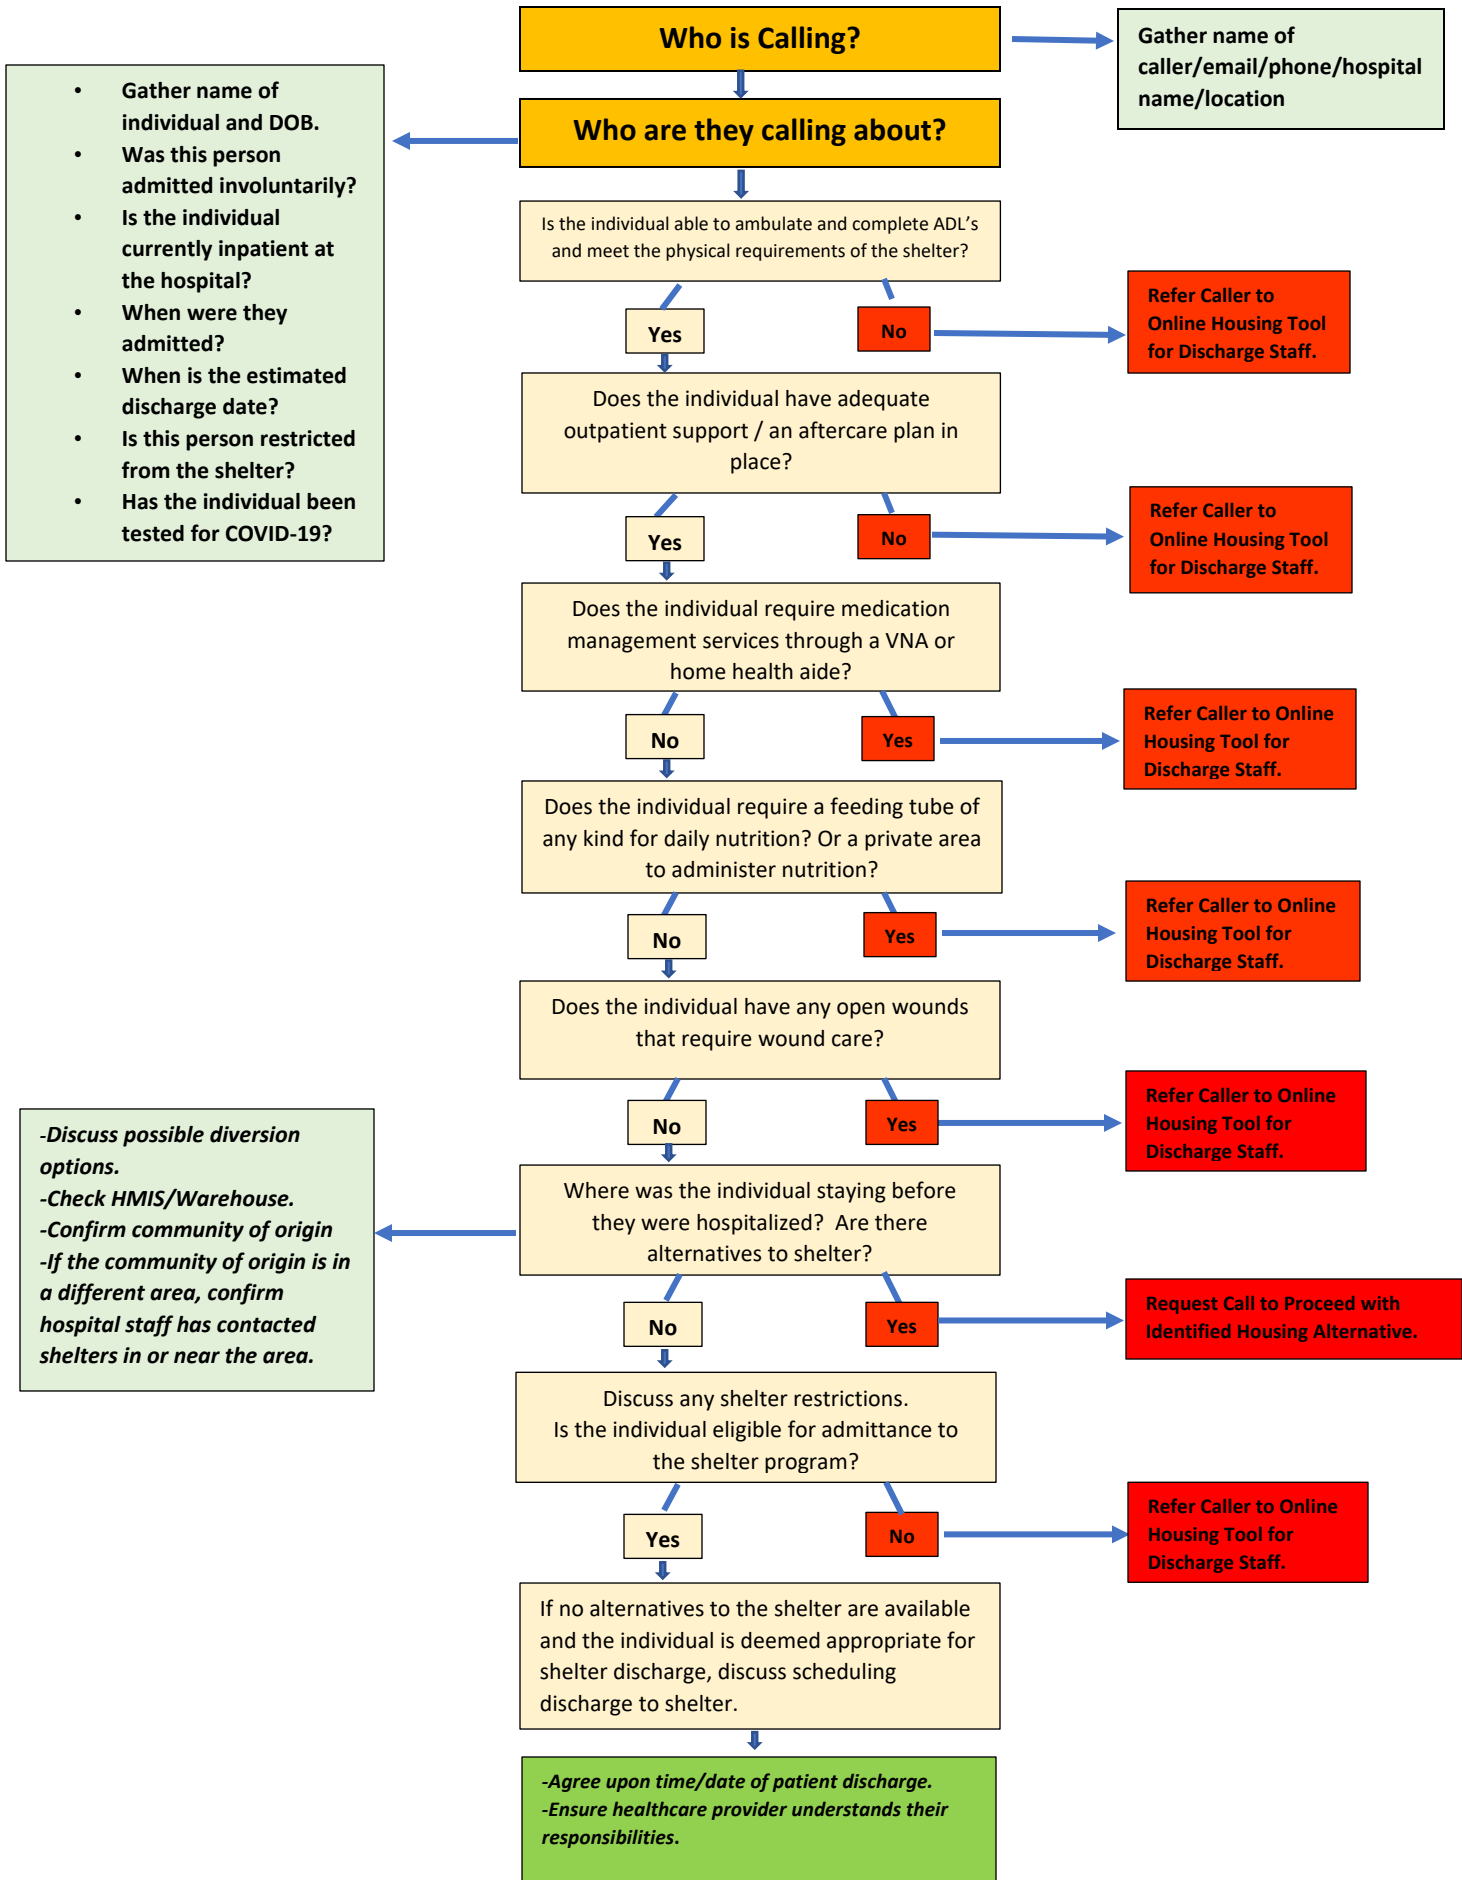 Who is Calling?
Gather name of
caller/email/phone/hospital
name/location
Who are they calling about?
• Gather name of
individual and DOB.
• Was this person
admitted involuntarily?
• Is the individual
currently inpatient at
the hospital?
• When were they
admitted?
• When is the estimated
discharge date?
• Is this person restricted
from the shelter?
• Has the individual been
tested for COVID-19?
Is the individual able to ambulate and complete ADL's
and meet the physical requirements of the shelter?
Yes
No
Refer Caller to
Online Housing Tool
for Discharge Staff.
Does the individual have adequate
outpatient support / an aftercare plan in
place?
Yes
No
Refer Caller to
Online Housing Tool
for Discharge Staff.
Does the individual require medication
management services through a VNA or
home health aide?
No
Yes
Refer Caller to Online
Housing Tool for
Discharge Staff.
Does the individual require a feeding tube of
any kind for daily nutrition? Or a private area
to administer nutrition?
No
Yes
Refer Caller to Online
Housing Tool for
Discharge Staff.
Does the individual have any open wounds
that require wound care?
No
Yes
Refer Caller to Online
Housing Tool for
Discharge Staff.
Where was the individual staying before
they were hospitalized? Are there
alternatives to shelter?
-Discuss possible diversion
options.
-Check HMIS/Warehouse.
-Confirm community of origin
-If the community of origin is in
a different area, confirm
hospital staff has contacted
shelters in or near the area.
No
Yes
Request Call to Proceed with
Identified Housing Alternative.
Discuss any shelter restrictions.
Is the individual eligible for admittance to
the shelter program?
Yes
No
Refer Caller to Online
Housing Tool for
Discharge Staff.
If no alternatives to the shelter are available
and the individual is deemed appropriate for
shelter discharge, discuss scheduling
discharge to shelter.
-Agree upon time/date of patient discharge.
-Ensure healthcare provider understands their
responsibilities.